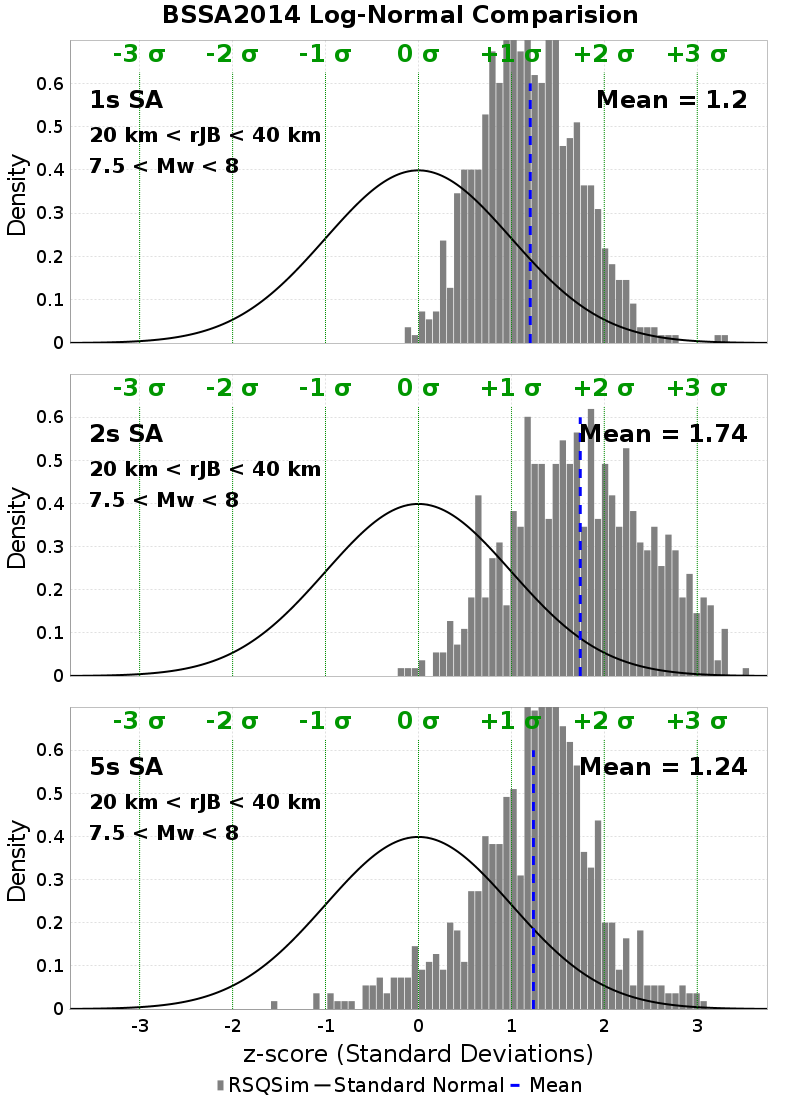 BSSA2014 Log-Normal Comparision
-3 σ -2 σ -1 σ 0 σ +1 σ +2 σ +3 σ
0.6
1s SA Mean = 1.2
0.5
20 km < rJB < 40 km
7.5 < Mw < 8
0.4
0.3
0.2
0.1
0
Density
-3 σ -2 σ -1 σ 0 σ +1 σ +2 σ +3 σ
0.6
2s SA Mean = 1.74
0.5
20 km < rJB < 40 km
7.5 < Mw < 8
0.4
0.3
0.2
0.1
0
Density
-3 σ -2 σ -1 σ 0 σ +1 σ +2 σ +3 σ
0.6
5s SA Mean = 1.24
0.5
20 km < rJB < 40 km
7.5 < Mw < 8
0.4
0.3
0.2
0.1
0
Density
-3 -2 -1 0 1 2 3
z-score (Standard Deviations)
RSQSim Standard Normal Mean